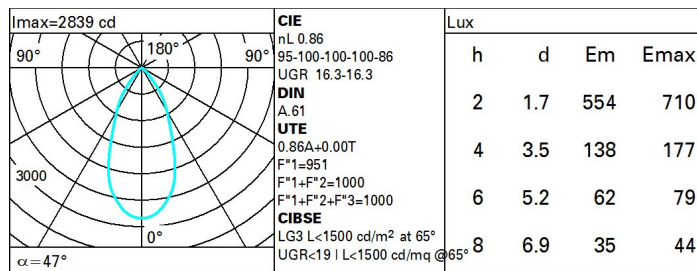 Imax=2839 cd
90°
180°
90°
3000
0°
α=47°
CIE
nL 0.86
95-100-100-100-86
UGR 16.3-16.3
DIN
A.61
UTE
0.86A+0.00T
F"1=951
F"1+F"2=1000
F"1+F"2+F"3=1000
CIBSE
LG3 L<1500 cd/m² at 65°
UGR<19 | L<1500 cd/mq @65°
Lux
h d Em Emax
2 1.7 554 710
4 3.5 138 177
6 5.2 62 79
8 6.9 35 44